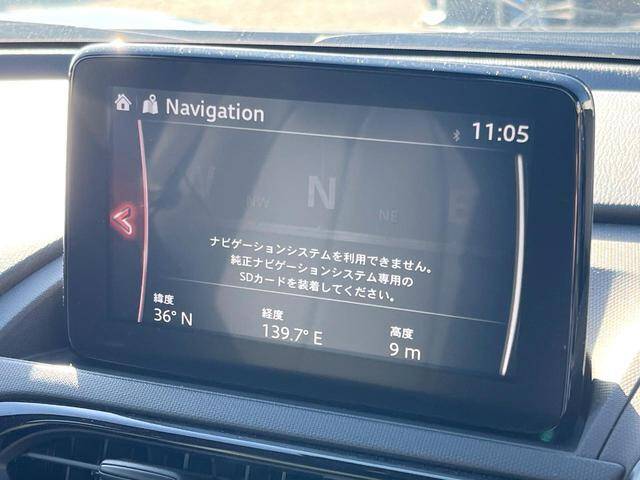 Navigation
11:05
W
NW
N
NE
E
ナビゲーションシステムを利用できません。
純正ナビゲーションシステム専用の
SDカードを装着してください。
緯度
経度
高度
36° N
139.7° E
9 m